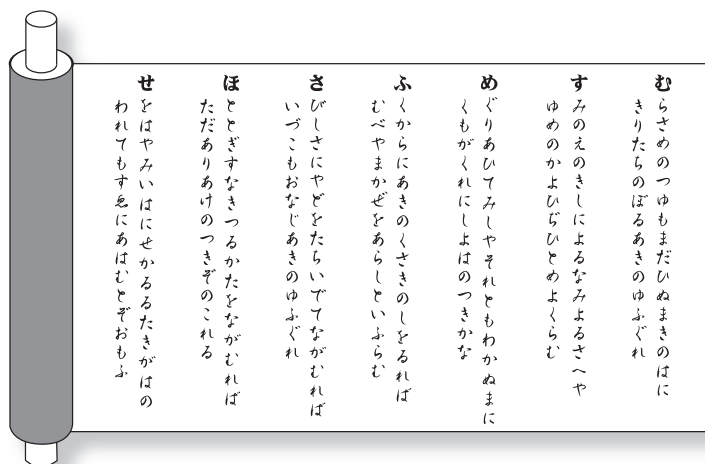 むらさめのつゆもまだひぬまきのはに
きりたちのぼるあきのゆふぐれ
すみのえのきしによるなみよるさへや
ゆめのかよひぢひとめよくらむ
めぐりあひてみしやそれともわかぬまに
くもがくれにしよはのつきかな
ふくからにあきのくさきのしをるれば
むべやまかぜをあらしといふらむ
さびしさにやどをたちいでてながむれば
いづこもおなじあきのゆふぐれ
ほととぎすなきつるかたをながむれば
ただありあけのつきぞのこれる
せをはやみいはにせかるるたきがはの
われてもすゑにあはむとぞおもふ